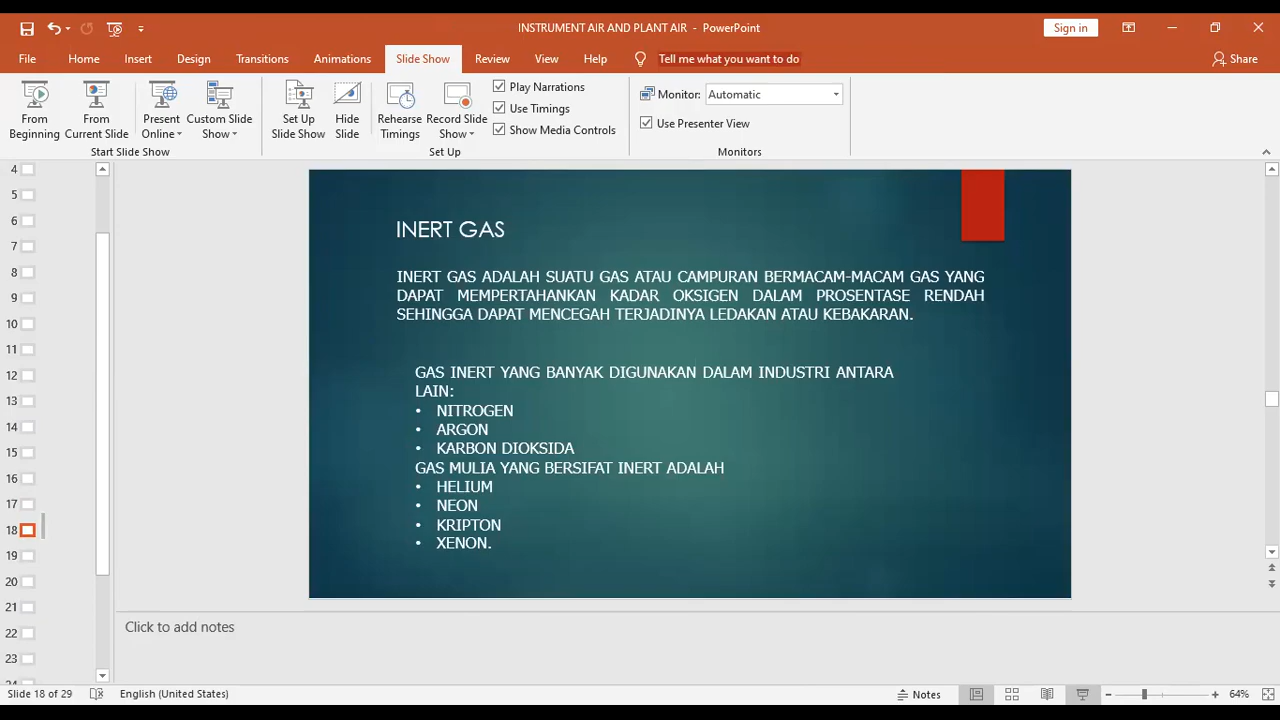 INSTRUMENT AIR AND PLANT AIR - PowerPoint
Sign in
File Home Insert Design Transitions Animations Slide Show Review View Help Tell me what you want to do Share
From Beginning
From Current Slide
Present Online
Custom Slide Show
Set Up Slide Show
Hide Slide
Rehearse Timings
Record Slide Show
Play Narrations
Use Timings
Show Media Controls
Monitor: Automatic
Use Presenter View
Start Slide Show
Set Up
Monitors
4
5
6
7
8
9
10
11
12
13
14
15
16
17
18
19
20
21
22
23
INERT GAS
INERT GAS ADALAH SUATU GAS ATAU CAMPURAN BERMACAM-MACAM GAS YANG
DAPAT MEMPERTAHANKAN KADAR OKSIGEN DALAM PROSENTASE RENDAH
SEHINGGA DAPAT MENCEGAH TERJADINYA LEDAKAN ATAU KEBAKARAN.
GAS INERT YANG BANYAK DIGUNAKAN DALAM INDUSTRI ANTARA
LAIN:
• NITROGEN
• ARGON
• KARBON DIOKSIDA
GAS MULIA YANG BERSIFAT INERT ADALAH
• HELIUM
• NEON
• KRIPTON
• XENON.
Click to add notes
Slide 18 of 29 English (United States) Notes 64%